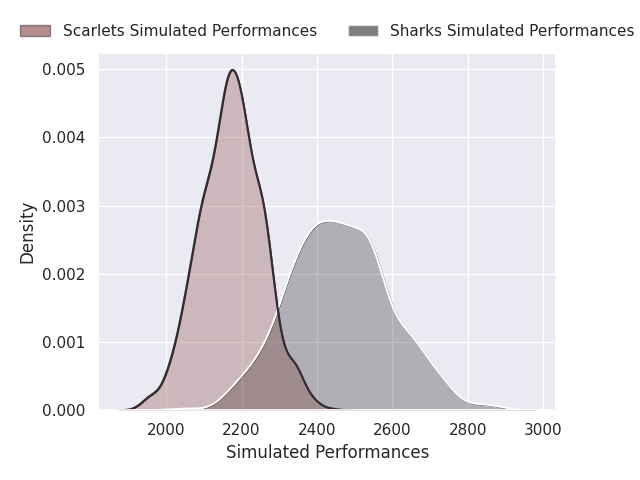 Scarlets Simulated Performances Sharks Simulated Performances
0.005
0.004
0.003
0.002
0.001
0.000
Density
2000 2200 2400 2600 2800 3000
Simulated Performances